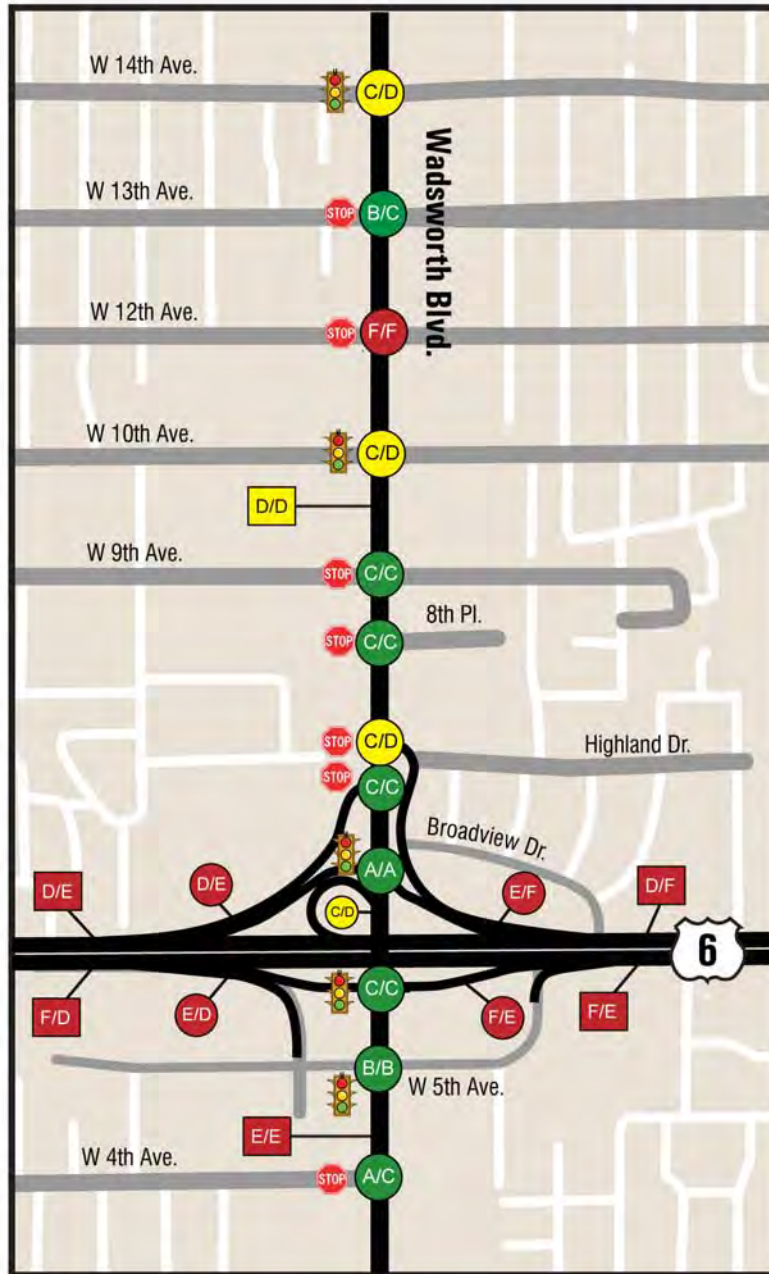 W 14th Ave.
C/D
Wadsworth Blvd.
W 13th Ave.
STOP
B/C
W 12th Ave.
STOP
F/F
W 10th Ave.
C/D
D/D
W 9th Ave.
STOP
C/C
8th Pl.
STOP
C/C
STOP
C/D
Highland Dr.
STOP
C/C
Broadview Dr.
A/A
D/E
D/E
E/F
D/F
C/D
6
F/D
E/D
C/C
F/E
F/E
B/B
W 5th Ave.
E/E
W 4th Ave.
STOP
A/C